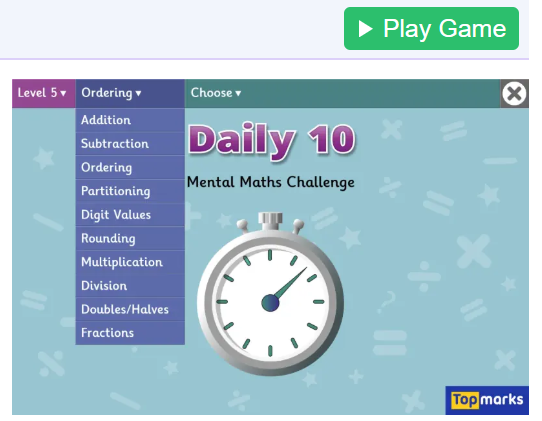 Play Game
Level 5 ▾ Ordering ▾ Choose ▾
Addition
Subtraction
Ordering
Partitioning
Digit Values
Rounding
Multiplication
Division
Doubles/Halves
Fractions
Daily 10
Mental Maths Challenge
Topmarks